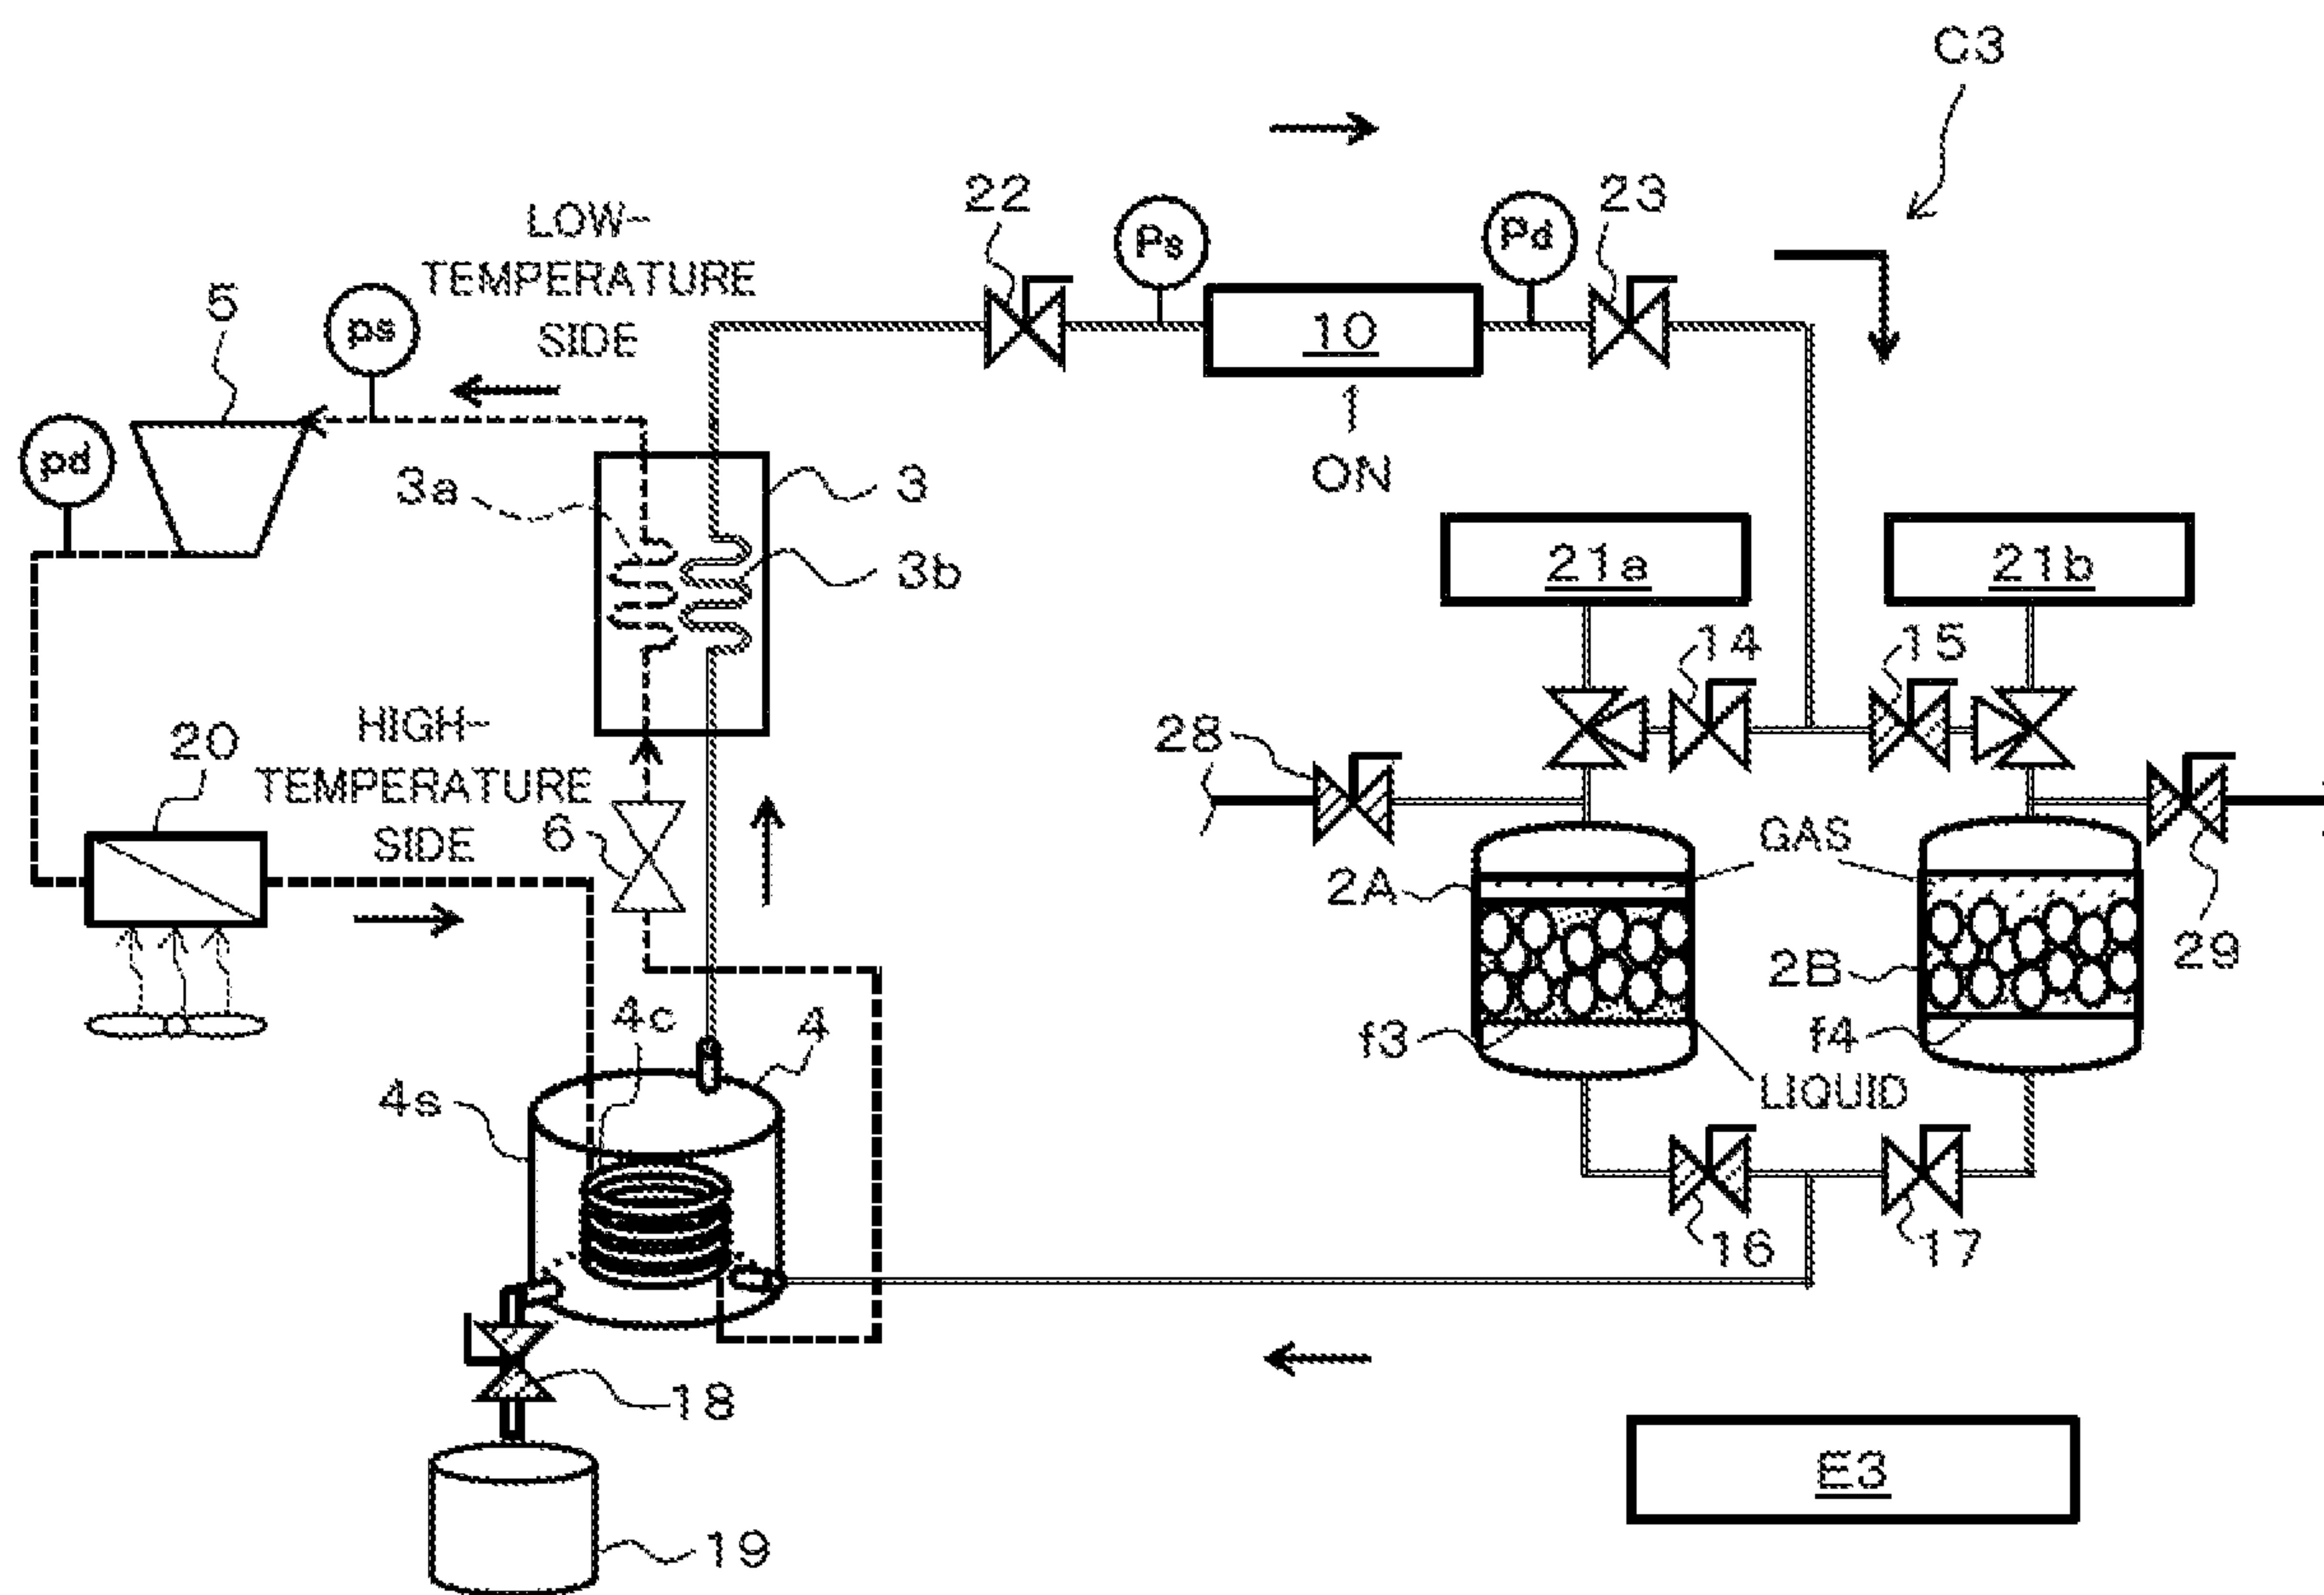 C3
22
Ps
Pd
23
LOW-
TEMPERATURE
SIDE
5
ps
pd
10
1
ON
3a
3
3b
21a
21b
14
15
20
HIGH-
TEMPERATURE
SIDE
6
28
GAS
2A
2B
29
4c
4
f3
f4
4s
LIQUID
16
17
18
E3
19